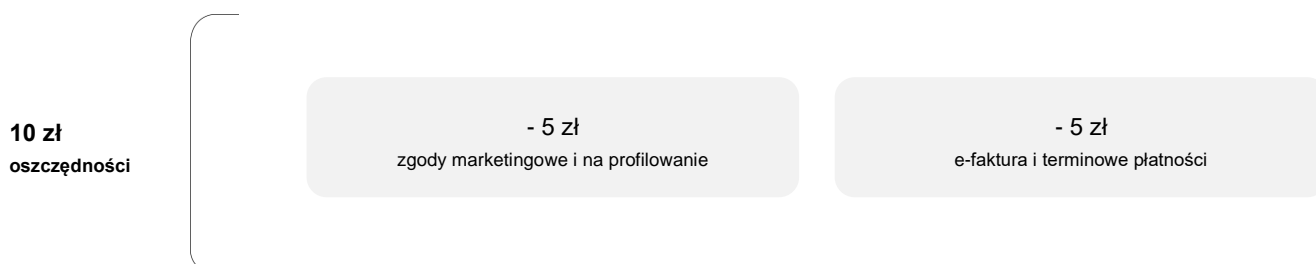 10 zł
oszczędności
- 5 zł
zgody marketingowe i na profilowanie
- 5 zł
e-faktura i terminowe płatności